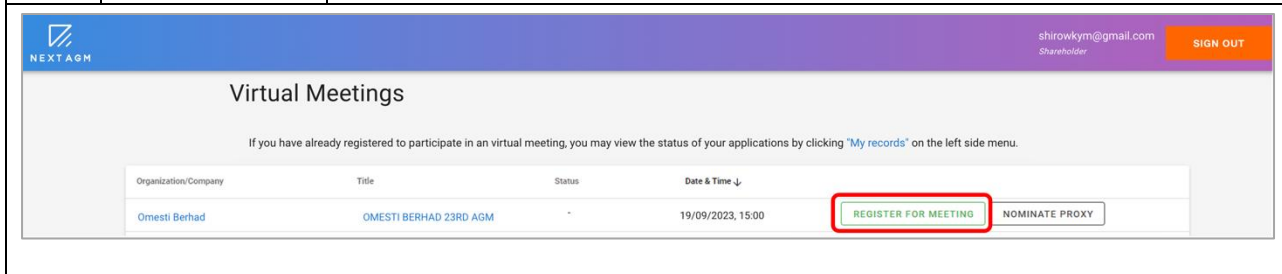 NEXTAGM
shirowkym@gmail.com
Shareholder
SIGN OUT
Virtual Meetings
If you have already registered to participate in an virtual meeting, you may view the status of your applications by clicking "My records" on the left side menu.
Organization/Company Title Status Date & Time ↓
Omesti Berhad OMESTI BERHAD 23RD AGM - 19/09/2023, 15:00 REGISTER FOR MEETING NOMINATE PROXY